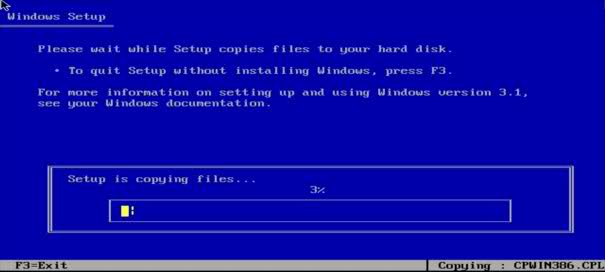 Windows Setup
Please wait while Setup copies files to your hard disk.
• To quit Setup without installing Windows, press F3.
For more information on setting up and using Windows version 3.1,
see your Windows documentation.
Setup is copying files...
3%
F3=Exit
Copying : CPWIN386.CPL